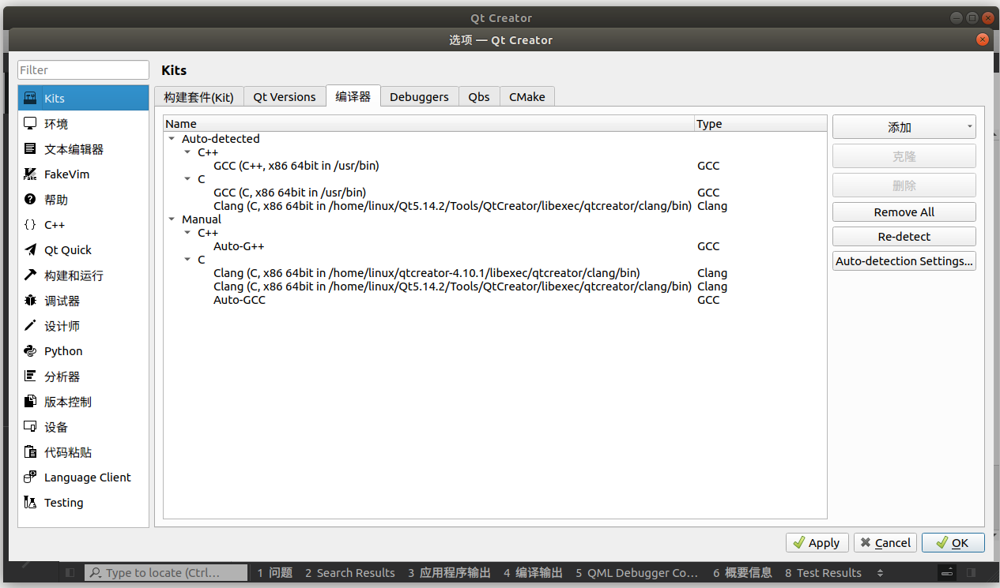 Qt Creator
选项 — Qt Creator
Filter
Kits
环境
文本编辑器
FakeVim
帮助
C++
Qt Quick
构建和运行
调试器
设计师
Python
分析器
版本控制
设备
代码粘贴
Language Client
Testing
Kits
构建套件(Kit) Qt Versions 编译器 Debuggers Qbs CMake
Name Type
Auto-detected
C++
GCC (C++, x86 64bit in /usr/bin) GCC
C
GCC (C, x86 64bit in /usr/bin) GCC
Clang (C, x86 64bit in /home/linux/Qt5.14.2/Tools/QtCreator/libexec/qtcreator/clang/bin) Clang
Manual
C++
Auto-G++ GCC
C
Clang (C, x86 64bit in /home/linux/qtcreator-4.10.1/libexec/qtcreator/clang/bin) Clang
Clang (C, x86 64bit in /home/linux/Qt5.14.2/Tools/QtCreator/libexec/qtcreator/clang/bin) Clang
Auto-GCC GCC
添加
克隆
删除
Remove All
Re-detect
Auto-detection Settings...
Apply Cancel OK
Type to locate (Ctrl... 1 问题 2 Search Results 3 应用程序输出 4 编译输出 5 QML Debugger Co... 6 概要信息 8 Test Results